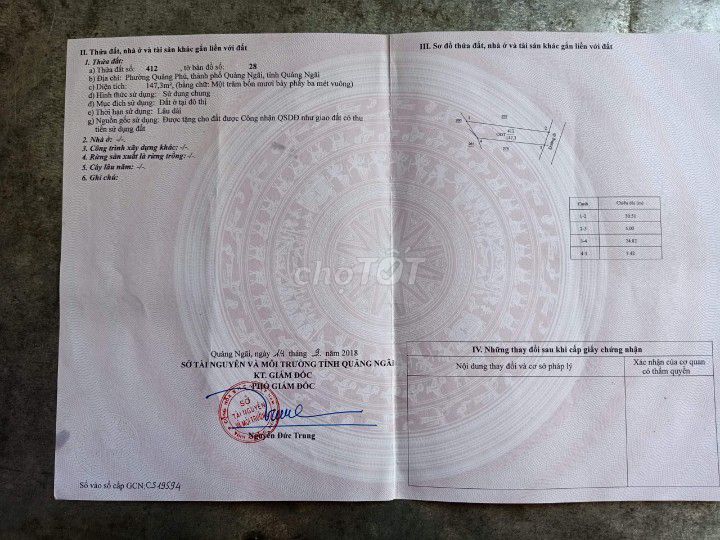 II. Thửa đất, nhà ở và tài sản khác gắn liền với đất
1. Thửa đất:
a) Thửa đất số: 412, tờ bản đồ số: 28
b) Địa chỉ: Phường Quảng Phú, thành phố Quảng Ngãi, tỉnh Quảng Ngãi
c) Diện tích: 147,3m², (bằng chữ: Một trăm bốn mươi bảy phẩy ba mét vuông)
d) Hình thức sử dụng: Sử dụng chung
đ) Mục đích sử dụng: Đất ở tại đô thị
e) Thời hạn sử dụng: Lâu dài
g) Nguồn gốc sử dụng: Được tặng cho đất được Công nhận QSDĐ như giao đất có thu
tiền sử dụng đất
2. Nhà ở: -/-
3. Công trình xây dựng khác: -/-
4. Rừng sản xuất là rừng trồng: -/-
5. Cây lâu năm: -/-
6. Ghi chú:
Quảng Ngãi, ngày 14 tháng 9 năm 2018
SỞ TÀI NGUYÊN VÀ MÔI TRƯỜNG TỈNH QUẢNG NGÃI
KT. GIÁM ĐỐC
PHÓ GIÁM ĐỐC
SỞ
TÀI NGUYÊN
VÀ MÔI TRƯỜNG
Nguyễn Đức Trung
Số vào sổ cấp GCN: CS19594
III. Sơ đồ thửa đất, nhà ở và tài sản khác gắn liền với đất
412
147,3
Cạnh Chiều dài (m)
1-2
2-3 6.00
3-4 24.82
4-1 5.42
chợTỐT
IV. Những thay đổi sau khi cấp giấy chứng nhận
Nội dung thay đổi và cơ sở pháp lý
Xác nhận của cơ quan
có thẩm quyền